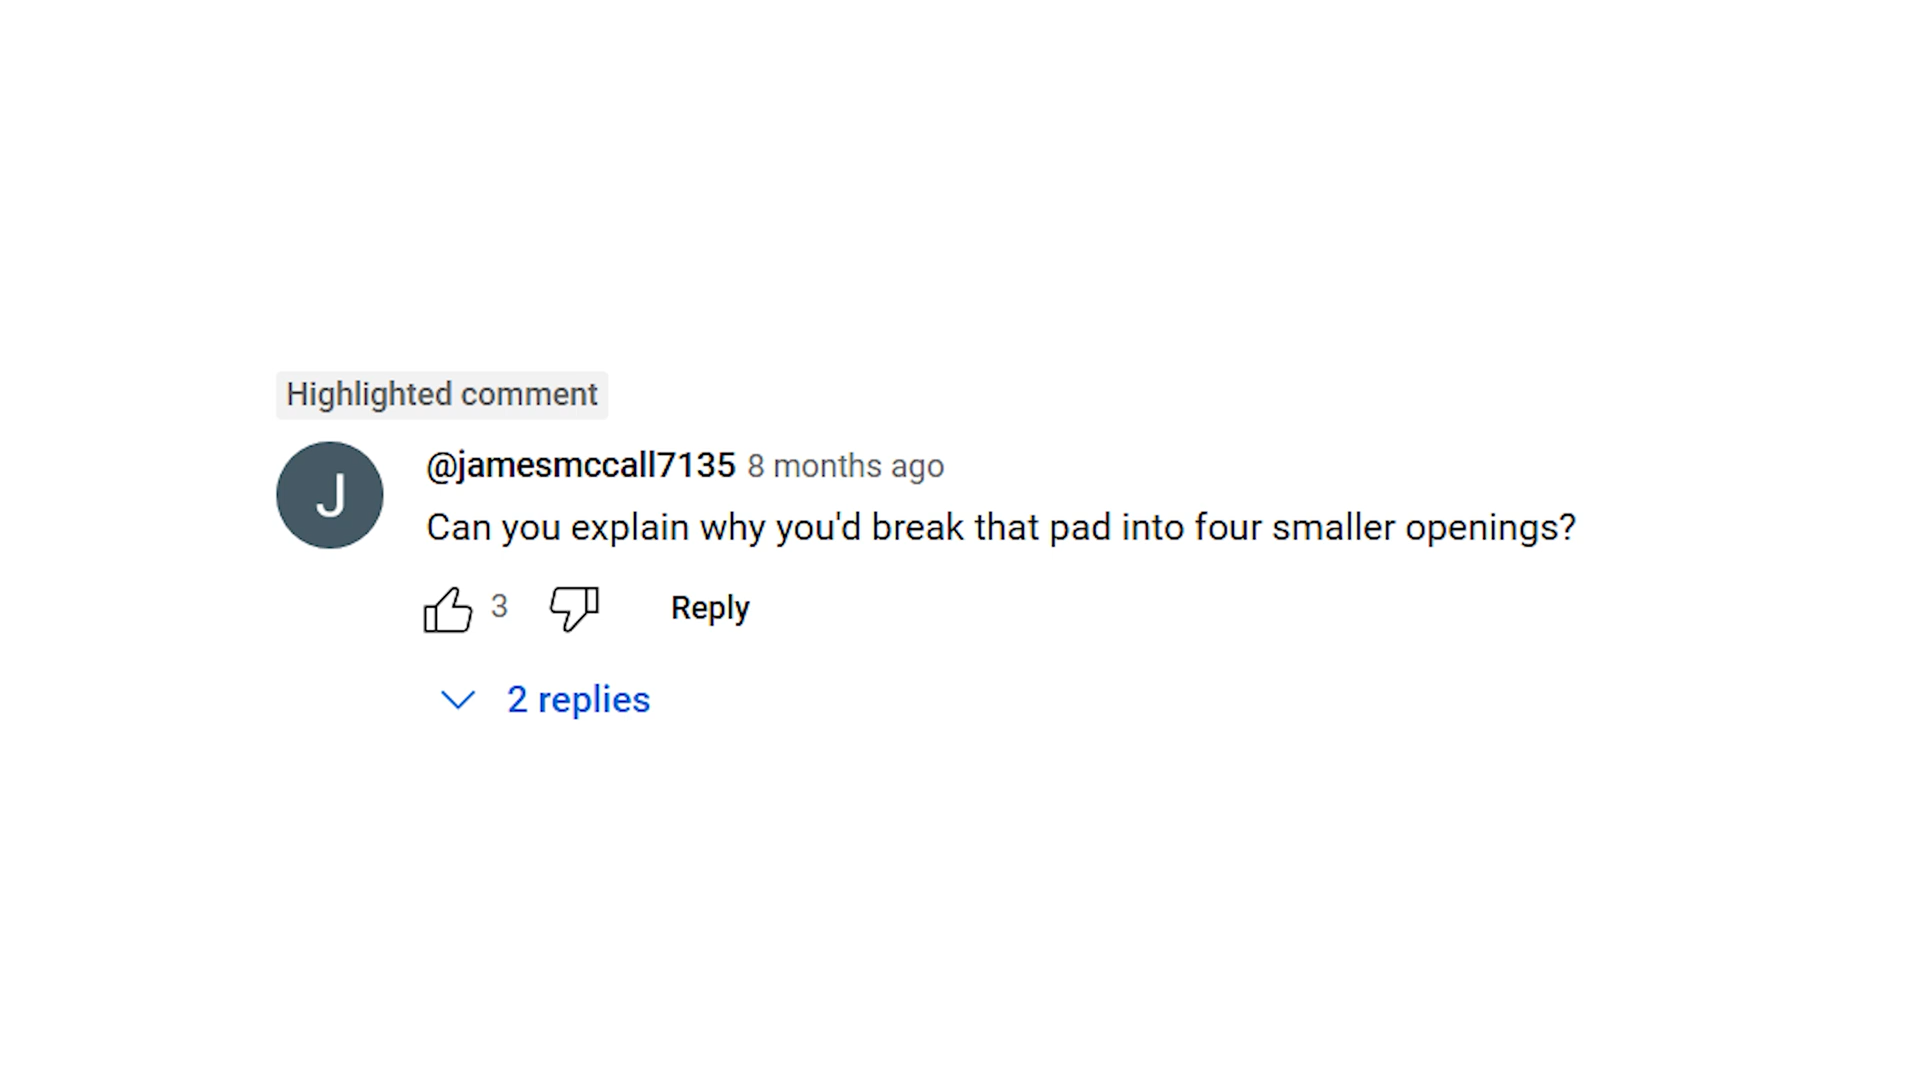 Highlighted comment
J
@jamesmccall7135 8 months ago
Can you explain why you'd break that pad into four smaller openings?
3 Reply
2 replies